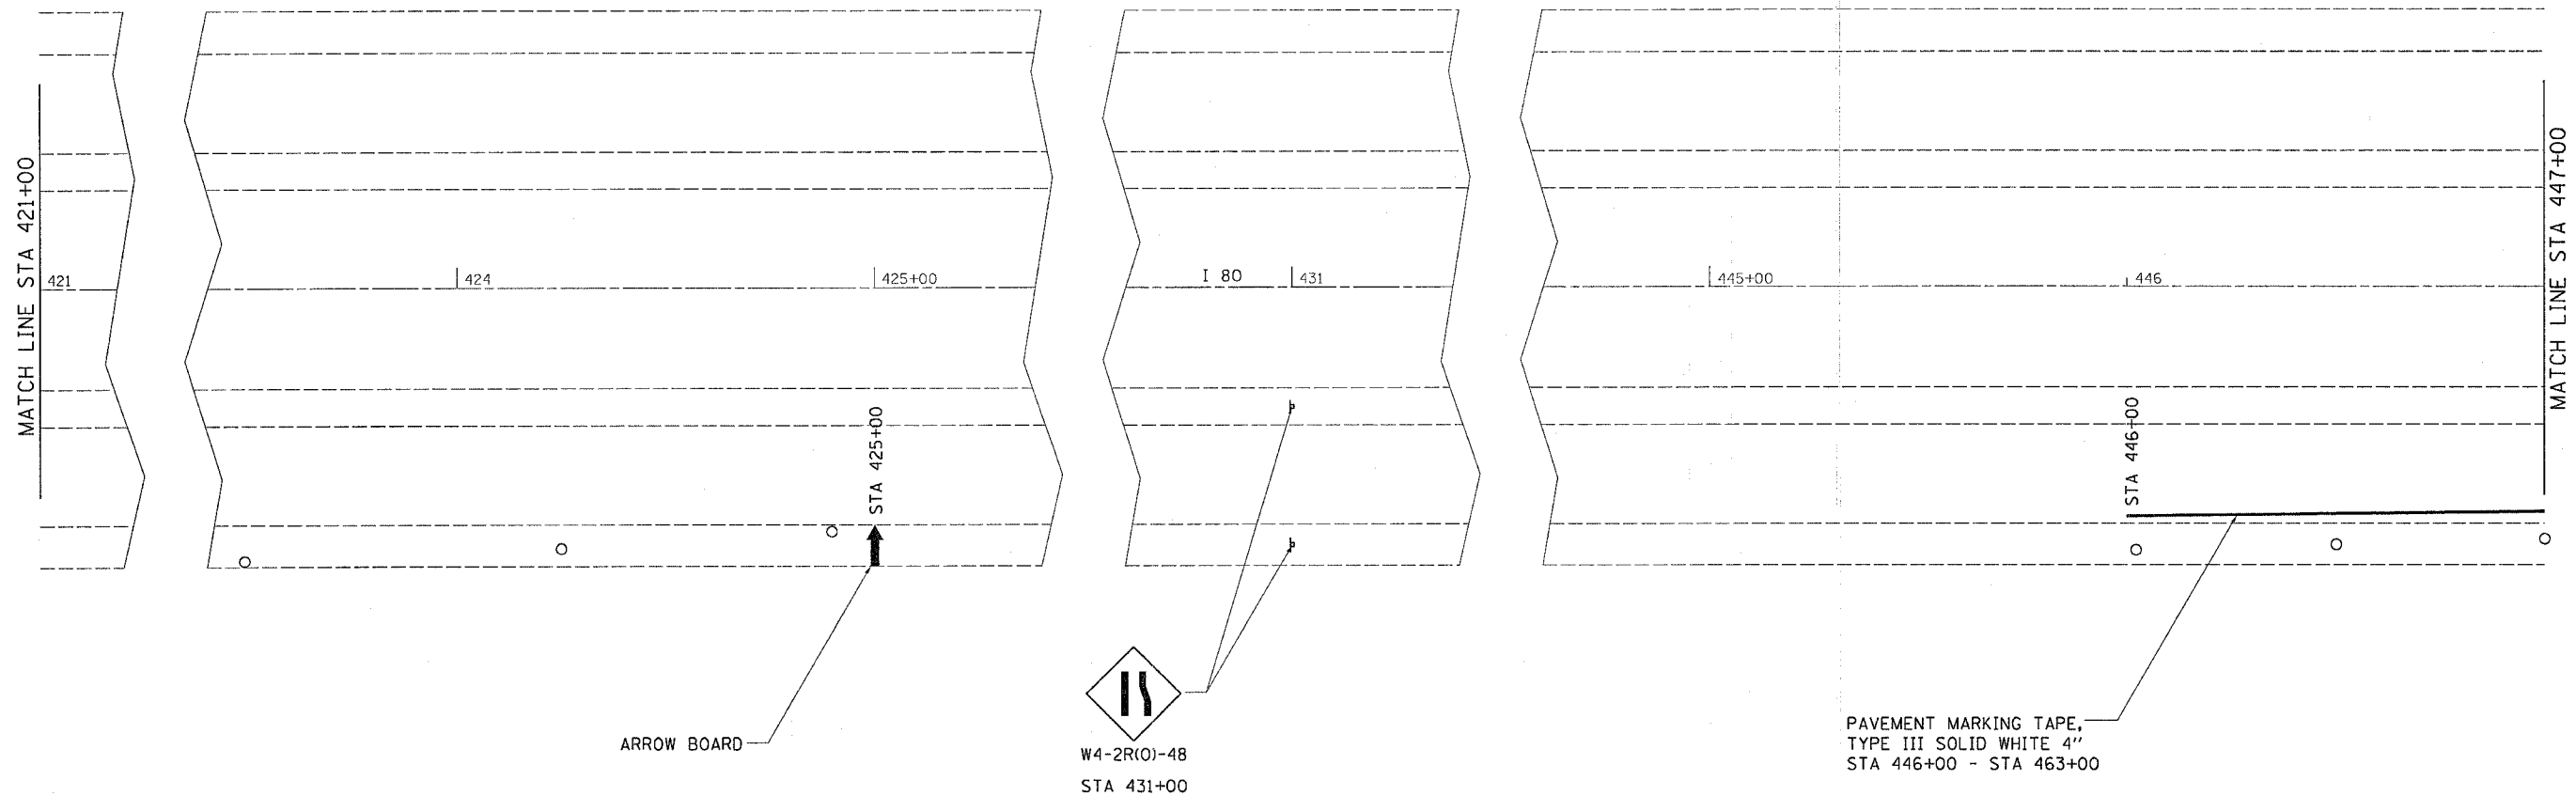 MATCH LINE STA 421+00
421
424
425+00
I 80
431
445+00
446
MATCH LINE STA 447+00
STA 425+00
STA 446+00
ARROW BOARD
W4-2R(O)-48
STA 431+00
PAVEMENT MARKING TAPE,
TYPE III SOLID WHITE 4"
STA 446+00 - STA 463+00